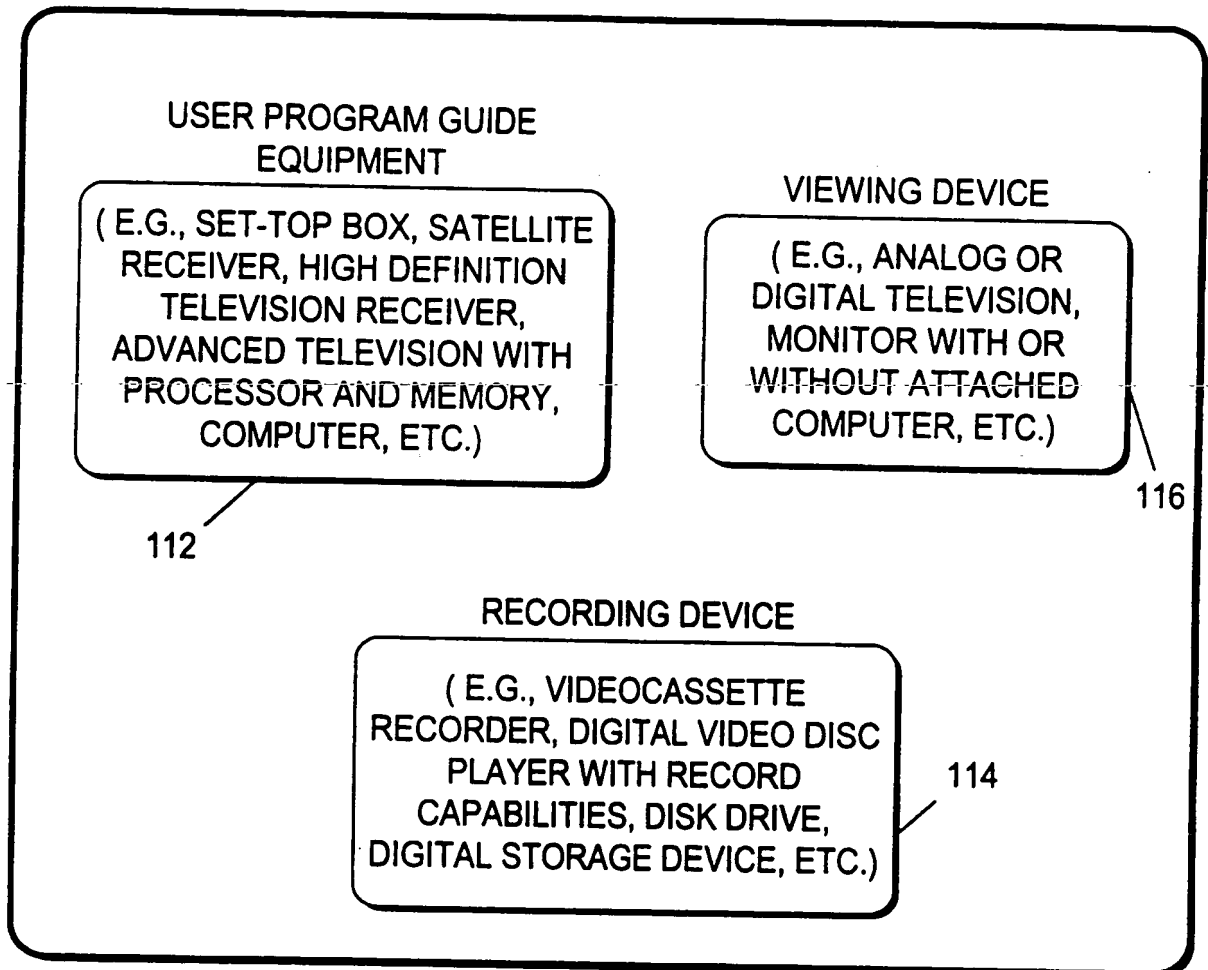 USER PROGRAM GUIDE
EQUIPMENT
( E.G., SET-TOP BOX, SATELLITE
RECEIVER, HIGH DEFINITION
TELEVISION RECEIVER,
ADVANCED TELEVISION WITH
PROCESSOR AND MEMORY,
COMPUTER, ETC.)
112
VIEWING DEVICE
( E.G., ANALOG OR
DIGITAL TELEVISION,
MONITOR WITH OR
WITHOUT ATTACHED
COMPUTER, ETC.)
116
RECORDING DEVICE
( E.G., VIDEOCASSETTE
RECORDER, DIGITAL VIDEO DISC
PLAYER WITH RECORD
CAPABILITIES, DISK DRIVE,
DIGITAL STORAGE DEVICE, ETC.)
114